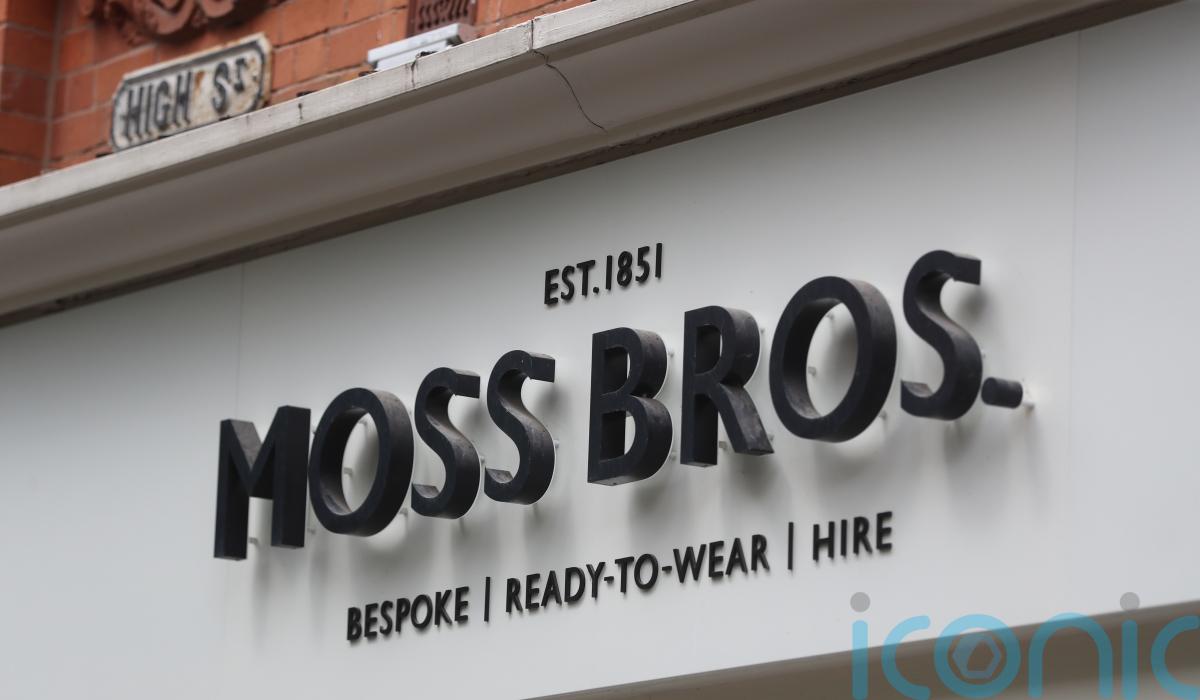 HIGH ST
EST.1851
MOSS BROS.
BESPOKE | READY-TO-WEAR | HIRE
iconic